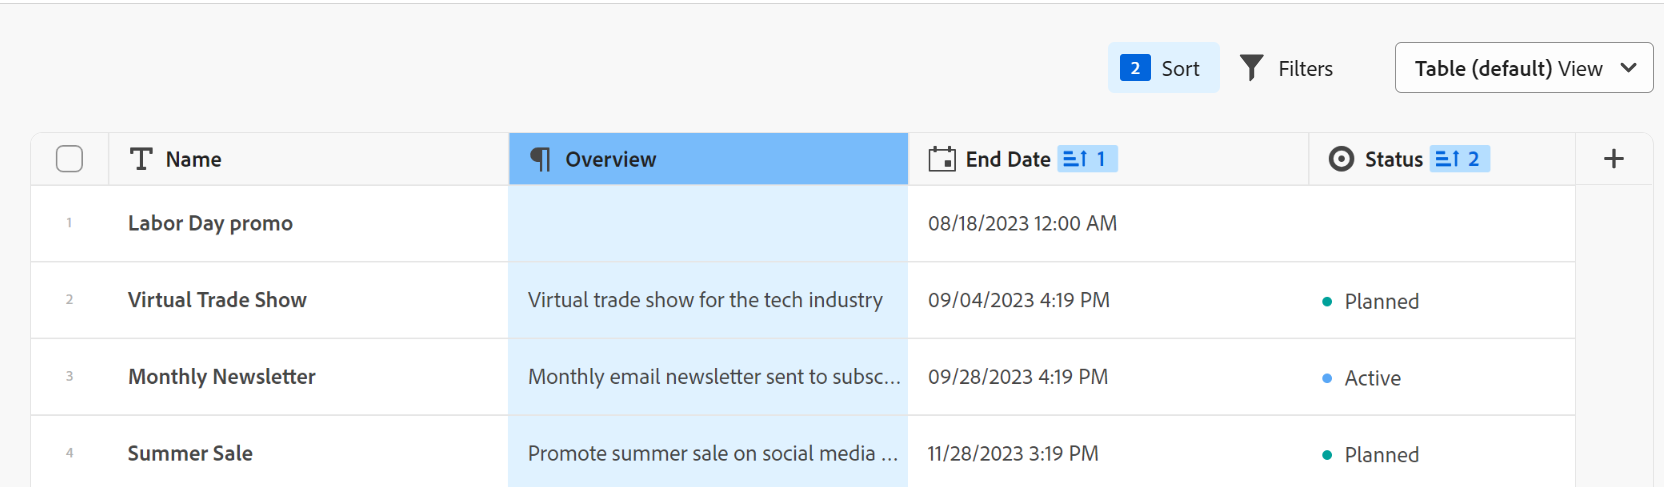 2 Sort Filters Table (default) View
Name Overview End Date 1 Status 2 +
1 Labor Day promo 08/18/2023 12:00 AM
2 Virtual Trade Show Virtual trade show for the tech industry 09/04/2023 4:19 PM Planned
3 Monthly Newsletter Monthly email newsletter sent to subsc... 09/28/2023 4:19 PM Active
4 Summer Sale Promote summer sale on social media ... 11/28/2023 3:19 PM Planned